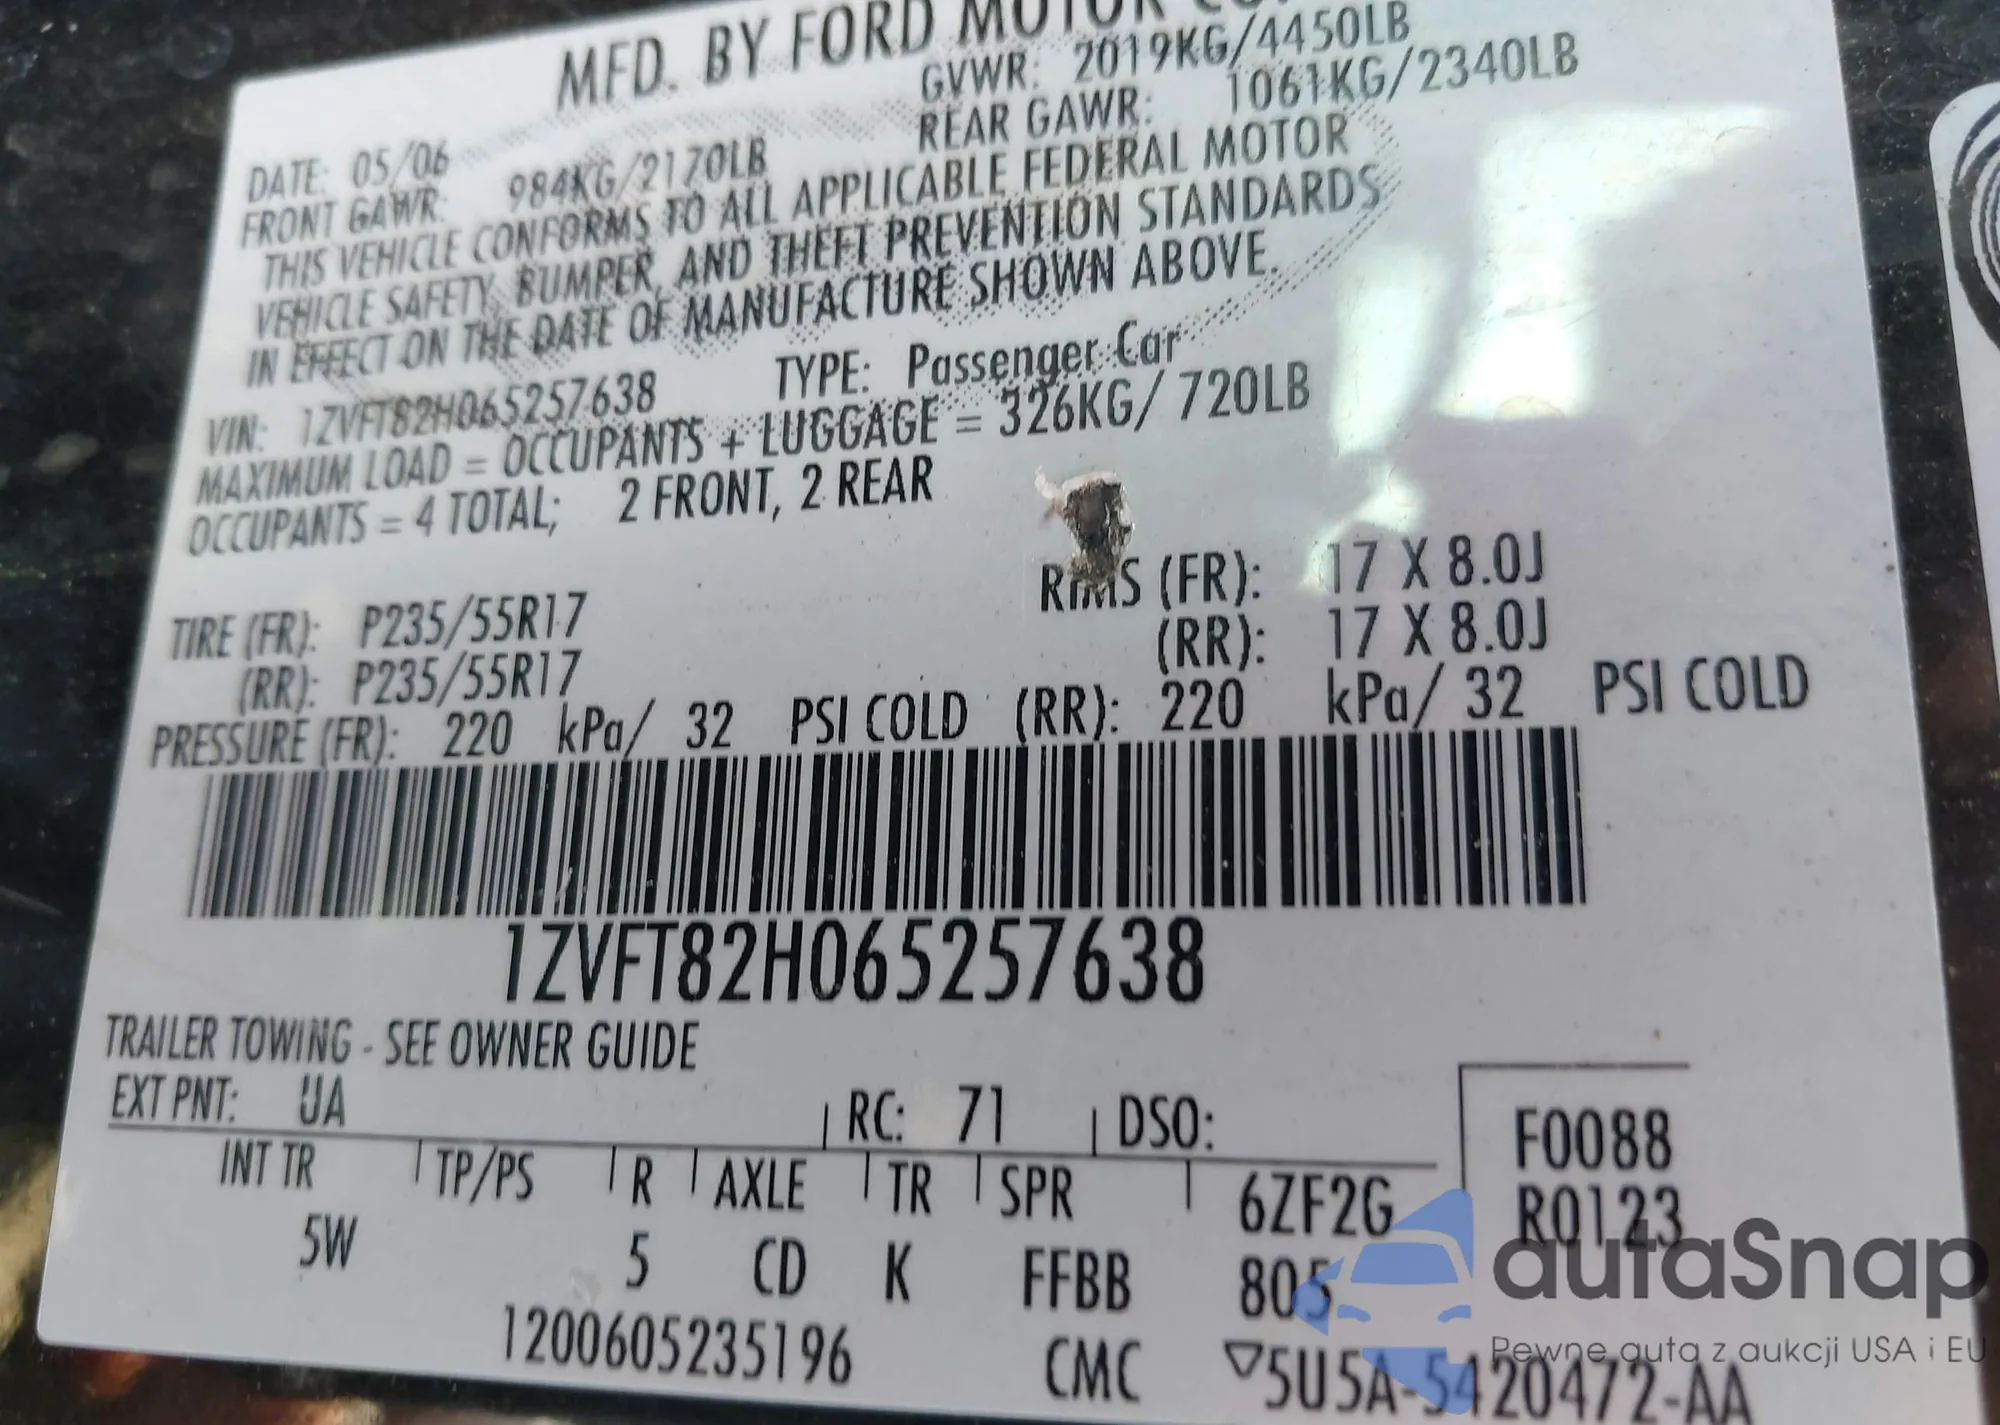 MFD. BY FORD MOTOR CO
GVWR: 2019KG/4450LB
DATE: 05/06 REAR GAWR: 1061KG/2340LB
FRONT GAWR: 984KG/2170LB
THIS VEHICLE CONFORMS TO ALL APPLICABLE FEDERAL MOTOR
VEHICLE SAFETY, BUMPER, AND THEFT PREVENTION STANDARDS
IN EFFECT ON THE DATE OF MANUFACTURE SHOWN ABOVE.
VIN: 1ZVFT82H065257638 TYPE: Passenger Car
MAXIMUM LOAD = OCCUPANTS + LUGGAGE = 326KG/ 720LB
OCCUPANTS = 4 TOTAL; 2 FRONT, 2 REAR
TIRE (FR): P235/55R17 RIMS (FR): 17 X 8.0J
(RR): P235/55R17 (RR): 17 X 8.0J
PRESSURE (FR): 220 kPa/ 32 PSI COLD (RR): 220 kPa/ 32 PSI COLD
1ZVFT82H065257638
TRAILER TOWING - SEE OWNER GUIDE
EXT PNT: UA RC: 71 DSO: F0088
INT TR TP/PS R AXLE TR SPR 6ZF2G R0123
5W 5 CD K FFBB 805
1200605235196 CMC 5U5A-5420472-AA
autaSnap
Pewne auta z aukcji USA i EU